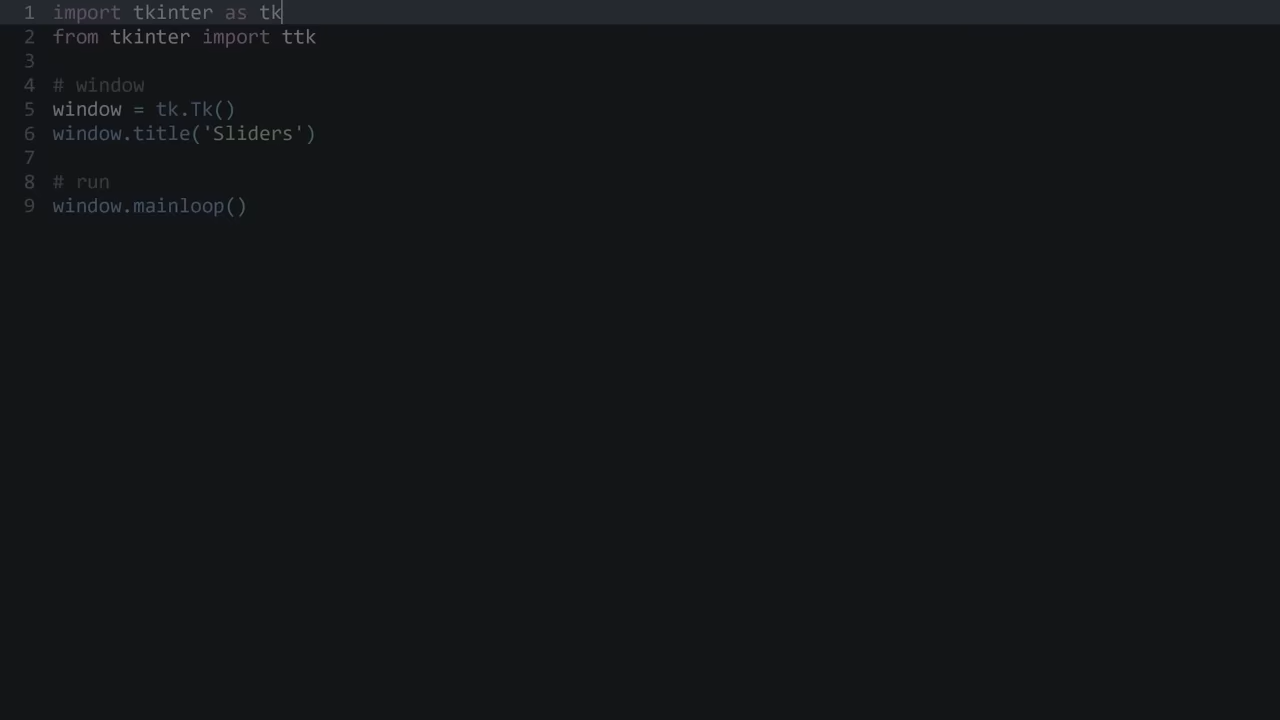 1 import tkinter as tk
2 from tkinter import ttk
3
4 # window
5 window = tk.Tk()
6 window.title('Sliders')
7
8 # run
9 window.mainloop()